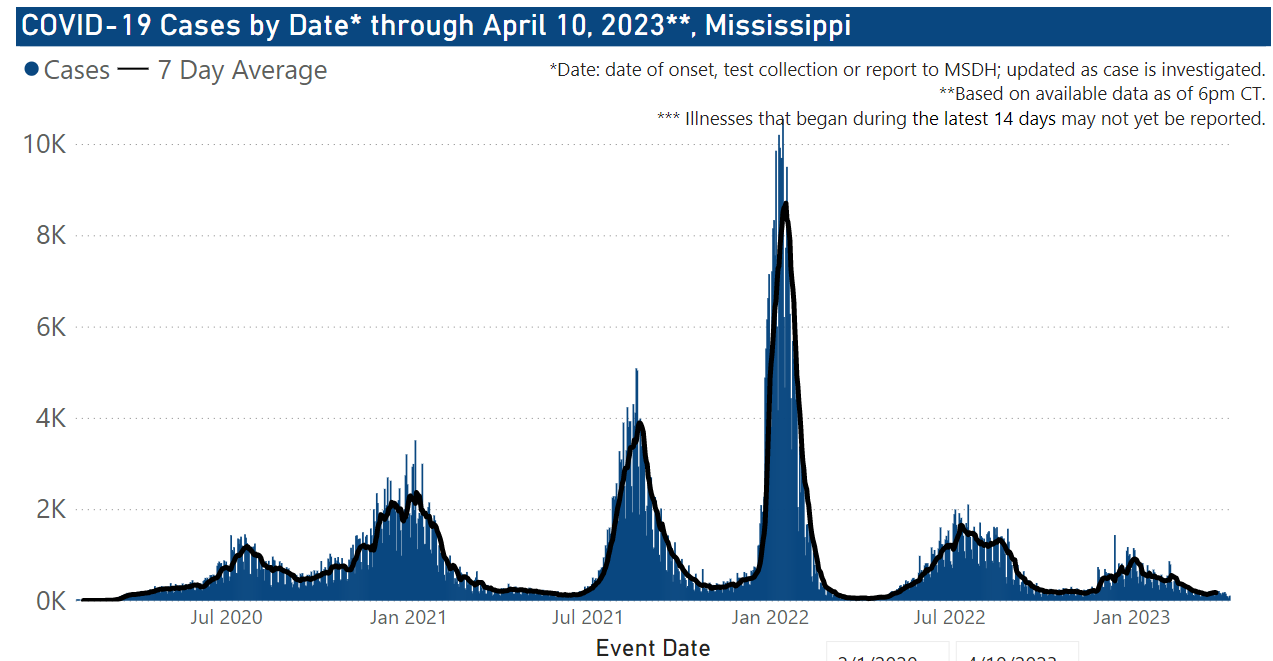 COVID-19 Cases by Date* through April 10, 2023**, Mississippi
Cases 7 Day Average
*Date: date of onset, test collection or report to MSDH; updated as case is investigated.
**Based on available data as of 6pm CT.
*** Illnesses that began during the latest 14 days may not yet be reported.
10K
8K
6K
4K
2K
0K
Jul 2020 Jan 2021 Jul 2021 Jan 2022 Jul 2022 Jan 2023
Event Date